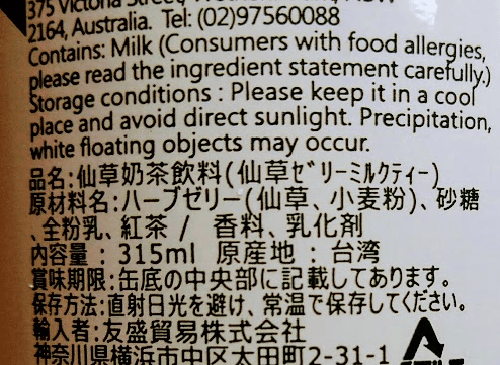 375 Victoria Street,
2164, Australia. Tel: (02)97560088
Contains: Milk (Consumers with food allergies,
please read the ingredient statement carefully.)
Storage conditions : Please keep it in a cool
place and avoid direct sunlight. Precipitation,
white floating objects may occur.
品名:仙草奶茶飲料(仙草ｾﾞﾘｰﾐﾙｸﾃｨｰ)
原材料名:ハーブゼリー(仙草、小麦粉)、砂糖
、全粉乳、紅茶 / 香料、乳化剤
内容量 : 315ml 原産地 : 台湾
賞味期限:缶底の中央部に記載してあります。
保存方法:直射日光を避け、常温で保存してください。
輸入者:友盛貿易株式会社
神奈川県横浜市中区太田町2-31-1